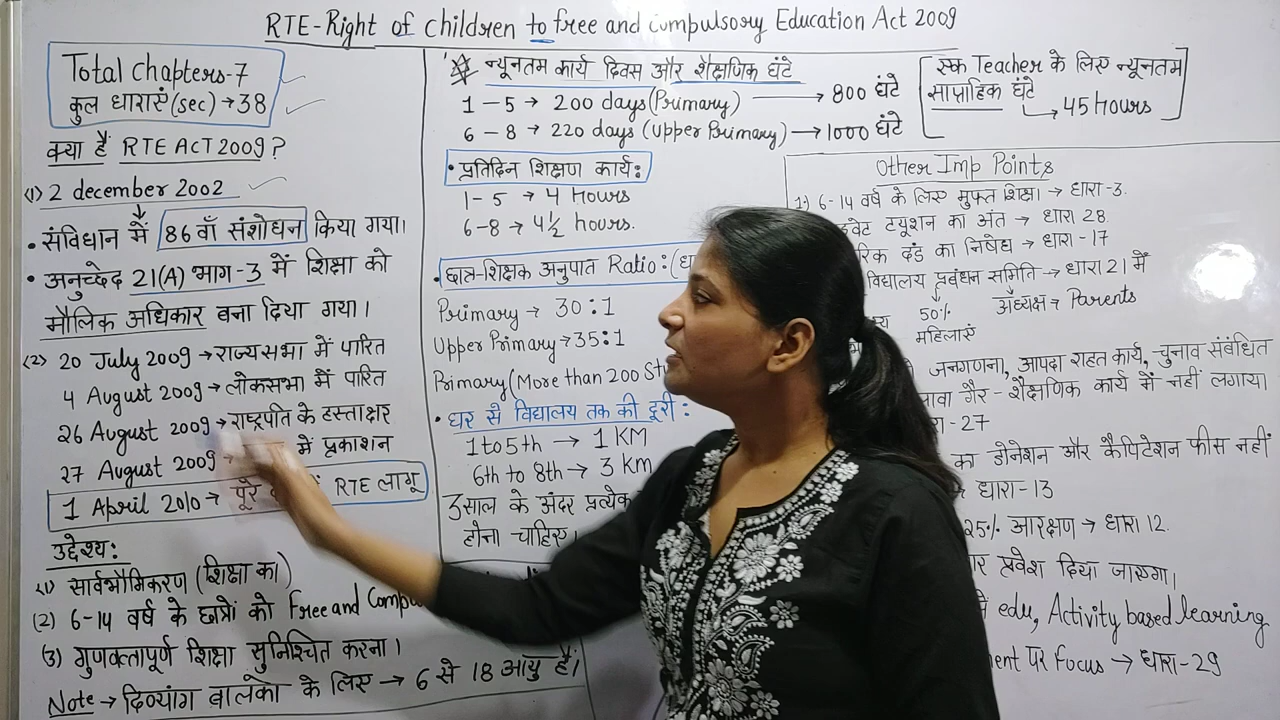 RTE-Right of children to free and compulsory Education Act 2009
Total Chapters-7
कुल धाराएं (sec) → 38
क्या है RTE ACT 2009?
(1) 2 december 2002
• संविधान में 86 वाँ संशोधन किया गया।
• अनुच्छेद 21(A) भाग-3 में शिक्षा को
मौलिक अधिकार बना दिया गया।
(2) 20 July 2009 → राज्यसभा में पारित
4 August 2009 → लोकसभा में पारित
26 August 2009 → राष्ट्रपति के हस्ताक्षर
27 August 2009 → में प्रकाशन
1 April 2010 → पूरे RTE लागू
उद्देश्य:
(1) सार्वभौमिकरण (शिक्षा का)
(2) 6-14 वर्ष के छात्रों को Free and
(3) गुणवत्तापूर्ण शिक्षा सुनिश्चित करना।
Note → दिव्यांग बालको के लिए → 6 से 18 आयु है।
न्यूनतम कार्य दिवस और शैक्षणिक घंटे
1 – 5 → 200 days (Primary) → 800 घंटे
6 – 8 → 220 days (Upper Primary) → 1000 घंटे
एक Teacher के लिए न्यूनतम
साप्ताहिक घंटे
→ 45 Hours
• प्रतिदिन शिक्षण कार्य:
1-5 → 4 Hours
6-8 → 4½ hours.
• छात्र-शिक्षक अनुपात Ratio:
Primary → 30:1
Upper Primary → 35:1
Primary (More than 200
• घर से विद्यालय तक की दूरी:
1 to 5th → 1 KM
6th to 8th → 3 Km
3 साल के अंदर प्रत्येक
होना चाहिए।
Other Imp Points
1) 6-14 वर्ष के लिए मुफ्त शिक्षा → धारा-3.
ट्यूशन का अंत → धारा 28.
दंड का निषेध → धारा-17
विद्यालय प्रबंधन समिति → धारा 21 में
50% अध्यक्ष → Parents
महिलाएं
जनगणना, आपदा राहत कार्य, चुनाव संबंधित
गैर-शैक्षणिक कार्य में नहीं लगाया
-27
का डोनेशन और कैपिटेशन फीस नहीं
→ धारा-13
25% आरक्षण → धारा 12.
प्रवेश दिया जाएगा।
edu, Activity based learning
पर Focus → धारा-29